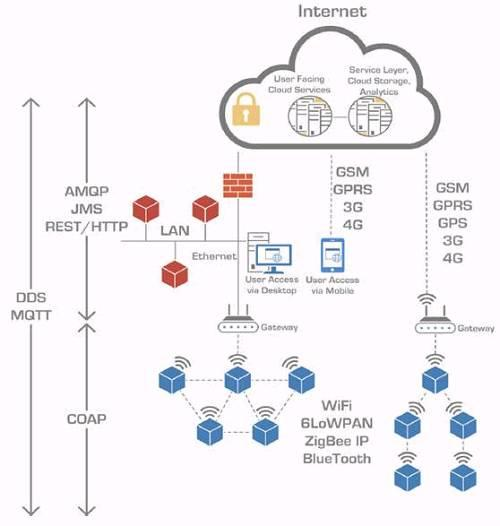 Internet
User Facing
Cloud Services
Service Layer,
Cloud Storage,
Analytics
GSM
GPRS
3G
4G
GSM
GPRS
GPS
3G
4G
AMQP
JMS
REST/HTTP
LAN
Ethernet
User Access
via Desktop
User Access
via Mobile
DDS
MQTT
Gateway
Gateway
COAP
WiFi
6LoWPAN
ZigBee IP
BlueTooth